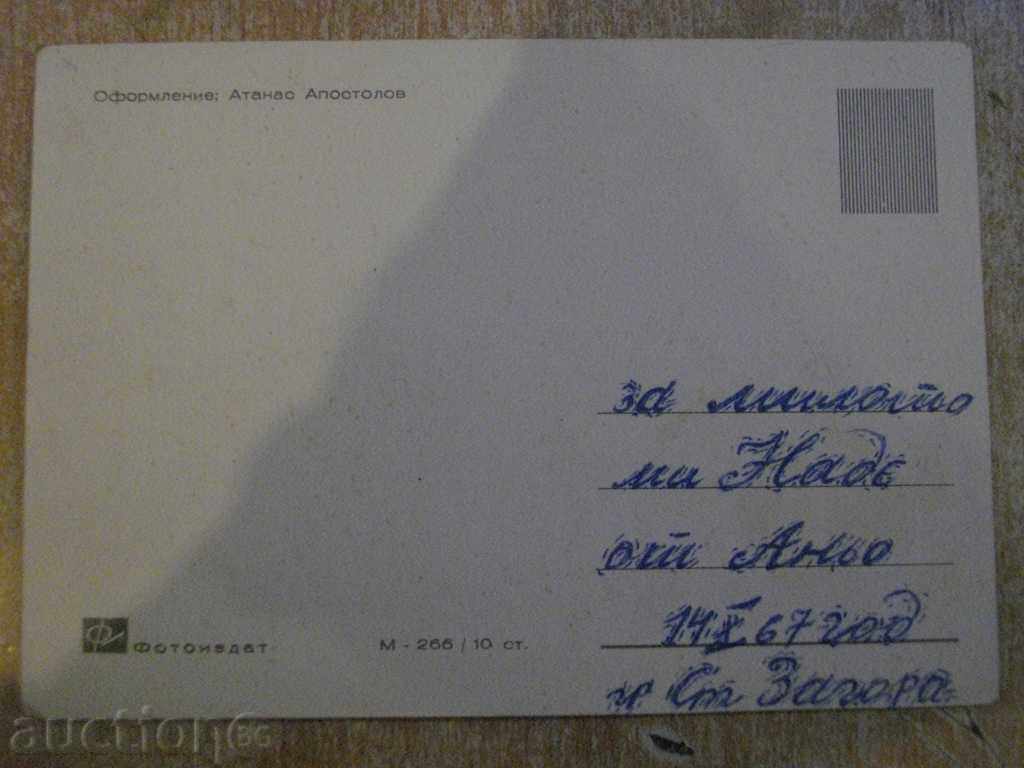 Оформление: Атанас Апостолов
за милото
ми Надє
от Аньо
14 X 67 год
гр Ст Загора
Фотоиздат
М - 266 / 10 ст.
auction.bg